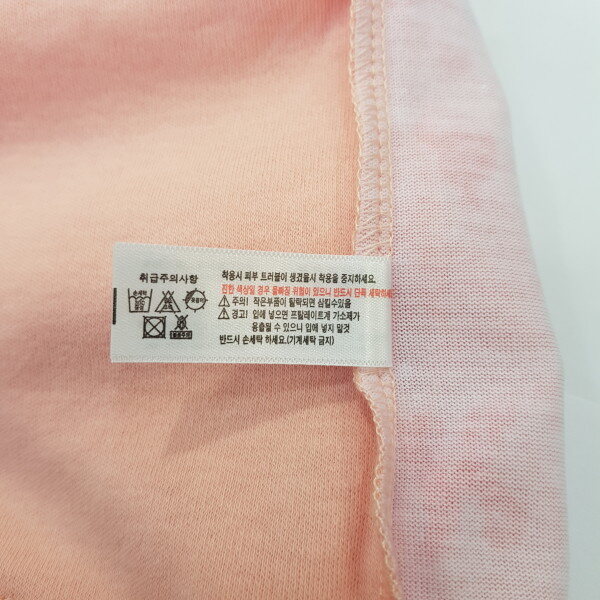 취급주의사항
손세탁
착용시 피부 트러블이 생겼을시 착용을 중지하세요.
진한 색상일 경우 물빠짐 위험이 있으니 반드시 단독 세탁하세
주의! 작은부품이 탈락되면 삼킬수있음
경고! 입에 넣으면 프탈레이트계 가소제가
용출될 수 있으니 입에 넣지 말것
반드시 손세탁 하세요.(기계세탁 금지)